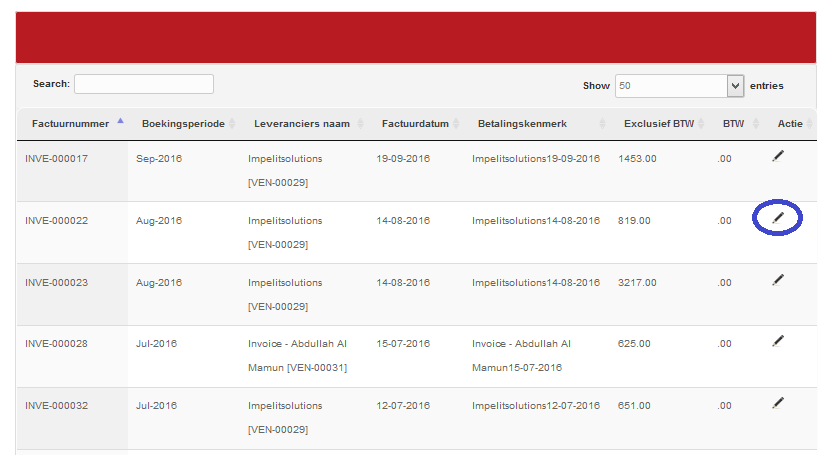 Search: Show 50 entries
Factuurnummer Boekingsperiode Leveranciers naam Factuurdatum Betalingskenmerk Exclusief BTW BTW Actie
INVE-000017 Sep-2016 Impelitsolutions 19-09-2016 Impelitsolutions19-09-2016 1453.00 .00
[VEN-00029]
INVE-000022 Aug-2016 Impelitsolutions 14-08-2016 Impelitsolutions14-08-2016 819.00 .00
[VEN-00029]
INVE-000023 Aug-2016 Impelitsolutions 14-08-2016 Impelitsolutions14-08-2016 3217.00 .00
[VEN-00029]
INVE-000028 Jul-2016 Invoice - Abdullah Al 15-07-2016 Invoice - Abdullah Al 625.00 .00
Mamun [VEN-00031] Mamun15-07-2016
INVE-000032 Jul-2016 Impelitsolutions 12-07-2016 Impelitsolutions12-07-2016 651.00 .00
[VEN-00029]